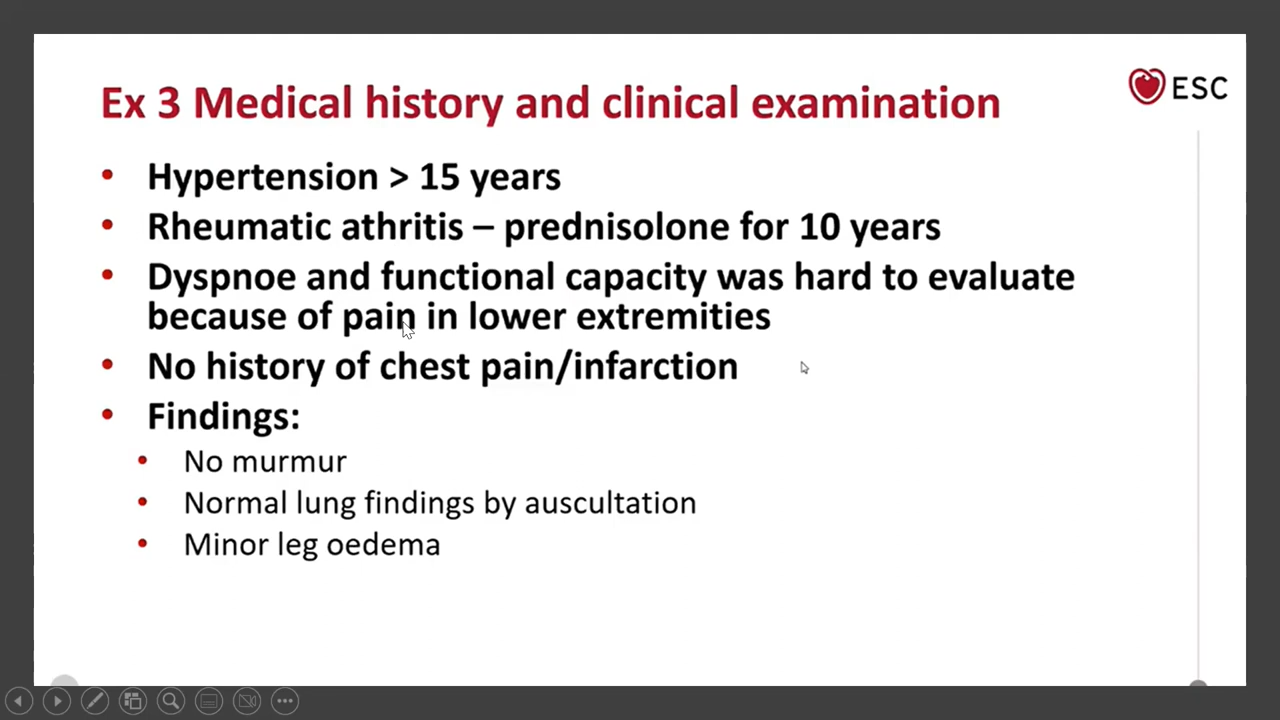 Ex 3 Medical history and clinical examination
ESC
• Hypertension > 15 years
• Rheumatic athritis – prednisolone for 10 years
• Dyspnoe and functional capacity was hard to evaluate
because of pain in lower extremities
• No history of chest pain/infarction
• Findings:
• No murmur
• Normal lung findings by auscultation
• Minor leg oedema